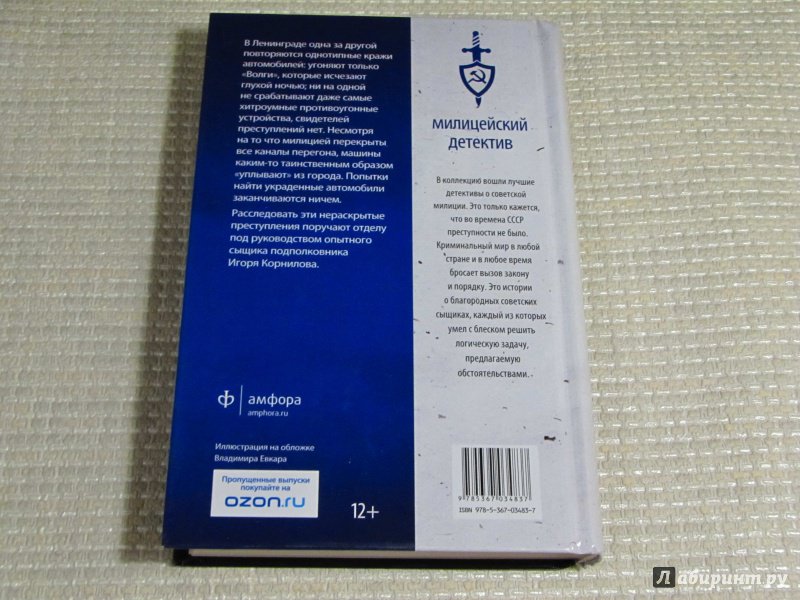 В Ленинграде одна за другой
повторяются однотипные кражи
автомобилей: угоняют только
«Волги», которые исчезают
глухой ночью; ни на одной
не срабатывают даже самые
хитроумные противоугонные
устройства, свидетелей
преступлений нет. Несмотря
на то что милицией перекрыты
все каналы перегона, машины
каким-то таинственным образом
"уплывают" из города. Попытки
найти украденные автомобили
заканчиваются ничем.
Расследовать эти нераскрытые
преступления поручают отделу
под руководством опытного
сыщика подполковника
Игоря Корнилова.
ф амфора
amphora.ru
Иллюстрация на обложке
Владимира Евкара
Пропущенные выпуски
покупайте на
OZON.ru
12+
МИЛИЦЕЙСКИЙ
ДЕТЕКТИВ
В коллекцию вошли лучшие
детективы о советской
милиции. Это только кажется,
что во времена СССР
преступности не было.
Криминальный мир в любой
стране и в любое время
бросает вызов закону
и порядку. Это истории
о благородных советских
сыщиках, каждый из которых
умел с блеском решить
логическую задачу,
предлагаемую
обстоятельствами.
9 785367 034837
ISBN 978-5-367-03483-7
Лабиринт.ру